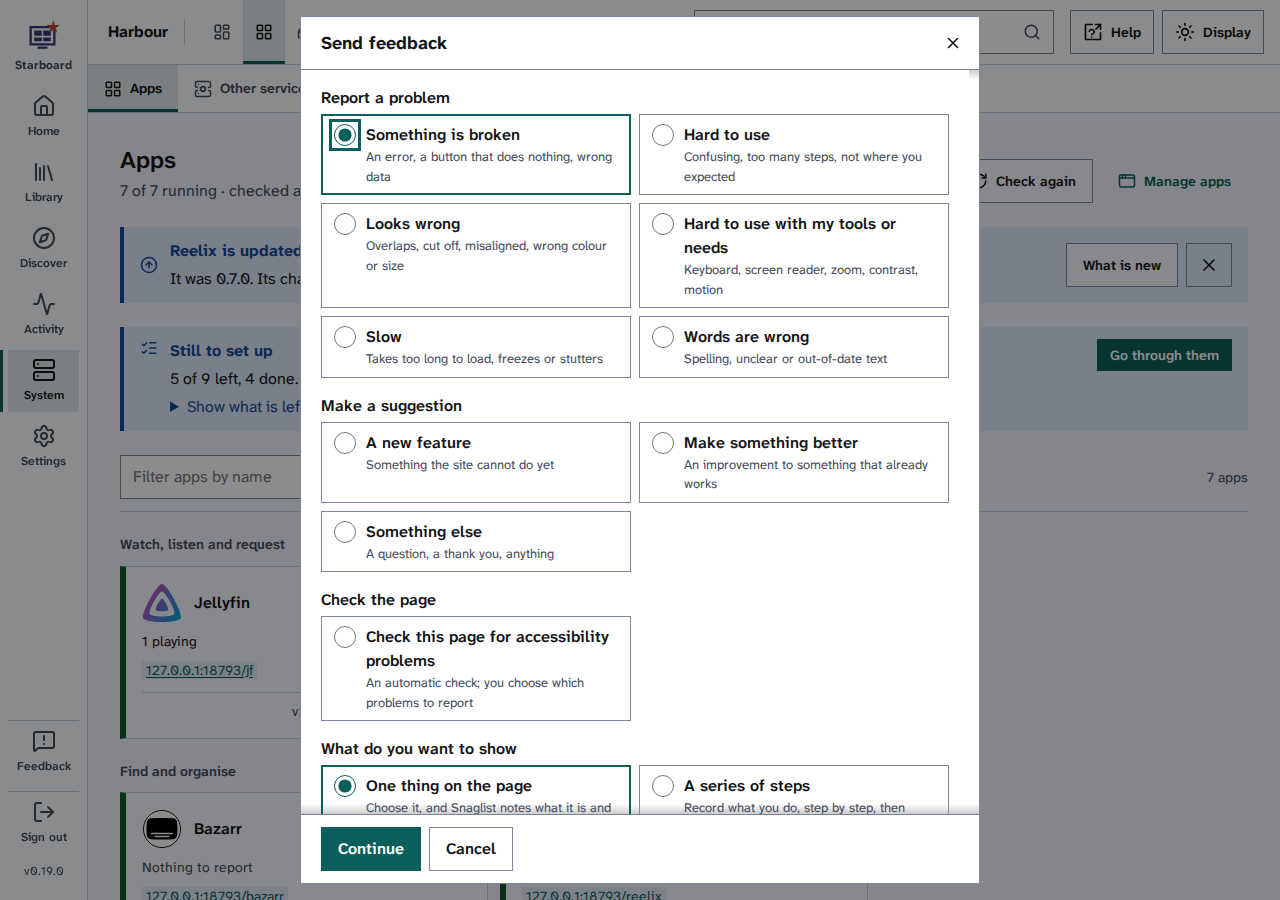 Starboard
Home
Library
Discover
Activity
System
Settings
Feedback
Sign out
v0.19.0
Harbour
Help
Display
Apps
Other service
Apps
7 of 7 running · checked a
Check again
Manage apps
Reelix is updated
It was 0.7.0. Its cha
What is new
Still to set up
5 of 9 left, 4 done.
Show what is lef
Go through them
Filter apps by name
7 apps
Watch, listen and request
Jellyfin
1 playing
127.0.0.1:18793/jf
v
Find and organise
Bazarr
Nothing to report
127.0.0.1:18793/bazarr
127.0.0.1:18793/reelix
Send feedback
Report a problem
Something is broken
An error, a button that does nothing, wrong
data
Hard to use
Confusing, too many steps, not where you
expected
Looks wrong
Overlaps, cut off, misaligned, wrong colour
or size
Hard to use with my tools or
needs
Keyboard, screen reader, zoom, contrast,
motion
Slow
Takes too long to load, freezes or stutters
Words are wrong
Spelling, unclear or out-of-date text
Make a suggestion
A new feature
Something the site cannot do yet
Make something better
An improvement to something that already
works
Something else
A question, a thank you, anything
Check the page
Check this page for accessibility
problems
An automatic check; you choose which
problems to report
What do you want to show
One thing on the page
Choose it, and Snaglist notes what it is and
A series of steps
Record what you do, step by step, then
Continue
Cancel